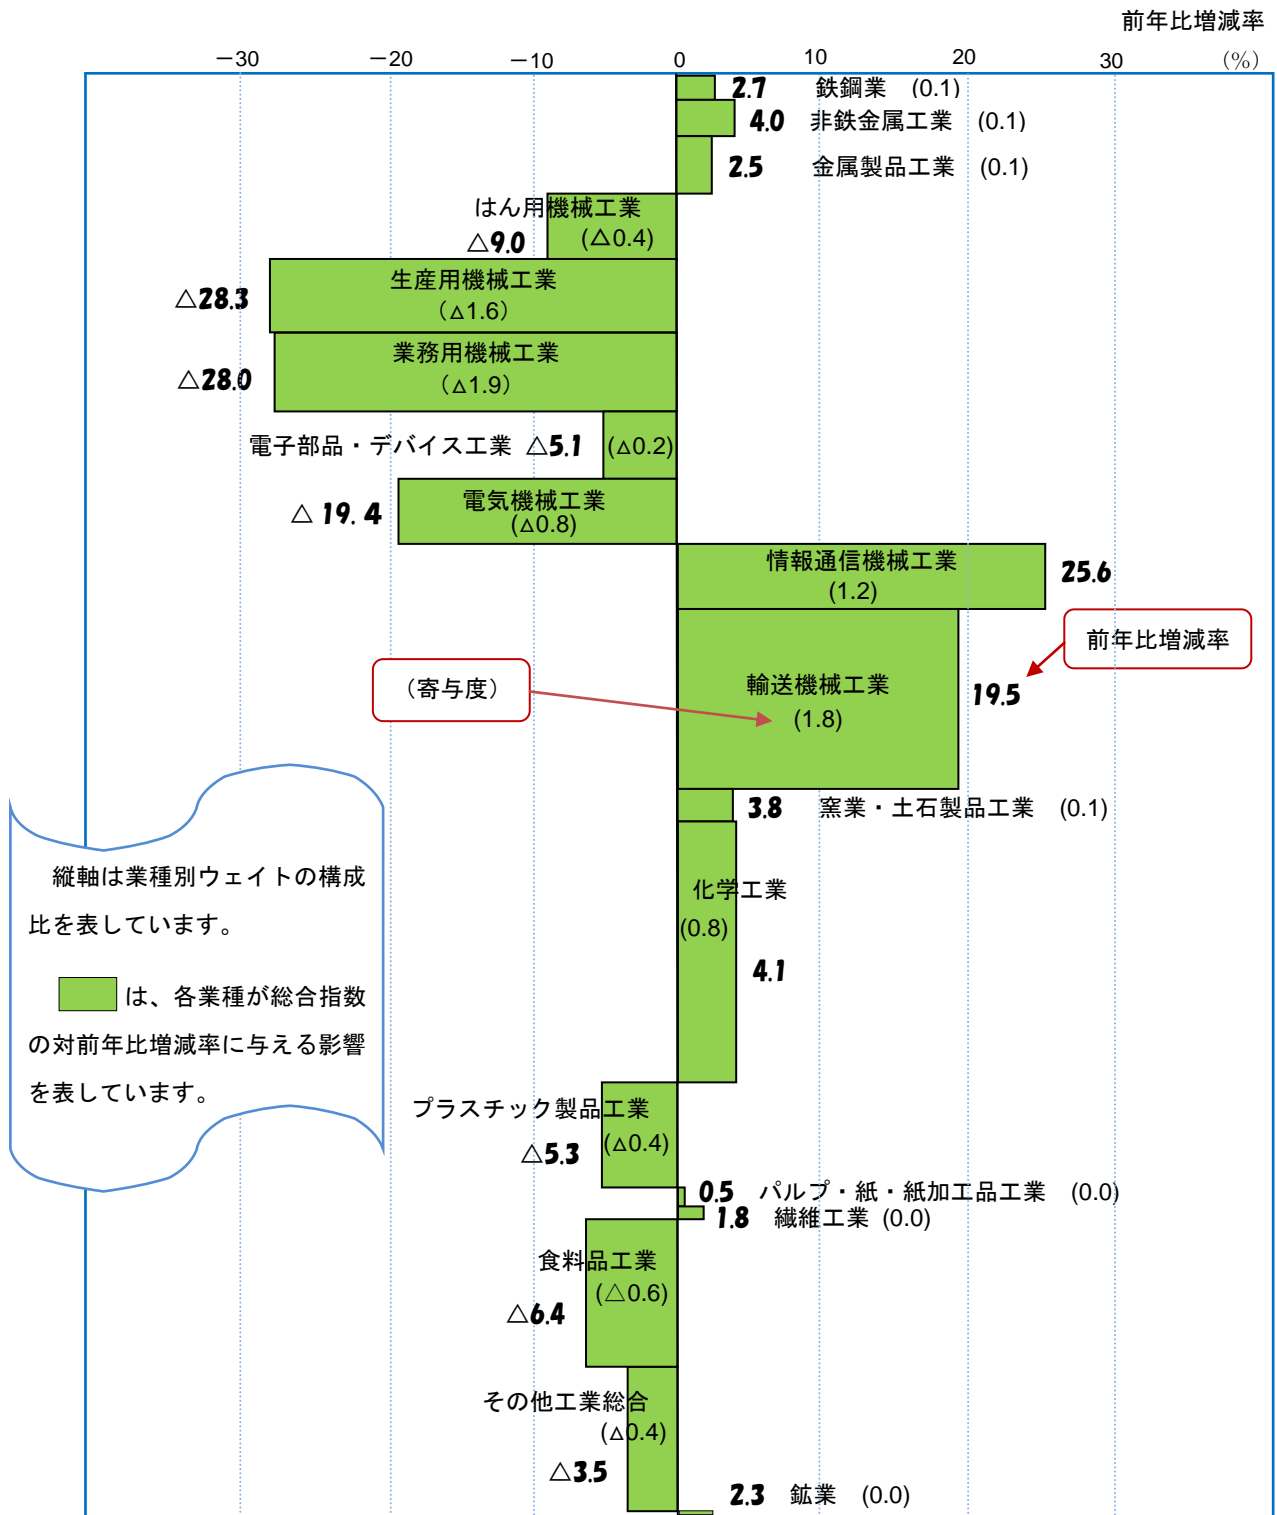 前年比増減率
－30 －20 －10 0 10 20 30 （%）
2.7 鉄鋼業 (0.1)
4.0 非鉄金属工業 (0.1)
2.5 金属製品工業 (0.1)
はん用機械工業
△9.0 (△0.4)
生産用機械工業
△28.3 （△1.6）
業務用機械工業
△28.0 （△1.9）
電子部品・デバイス工業 △5.1 (△0.2)
電気機械工業
△ 19.4 (△0.8)
情報通信機械工業
(1.2) 25.6
前年比増減率
（寄与度） 輸送機械工業 19.5
(1.8)
3.8 窯業・土石製品工業 (0.1)
縦軸は業種別ウェイトの構成
比を表しています。
は、各業種が総合指数
の対前年比増減率に与える影響
を表しています。
化学工業
(0.8)
4.1
プラスチック製品工業
△5.3 (△0.4)
0.5 パルプ・紙・紙加工品工業 (0.0)
1.8 繊維工業 (0.0)
食料品工業
(△0.6)
△6.4
その他工業総合
(△0.4)
△3.5
2.3 鉱業 (0.0)